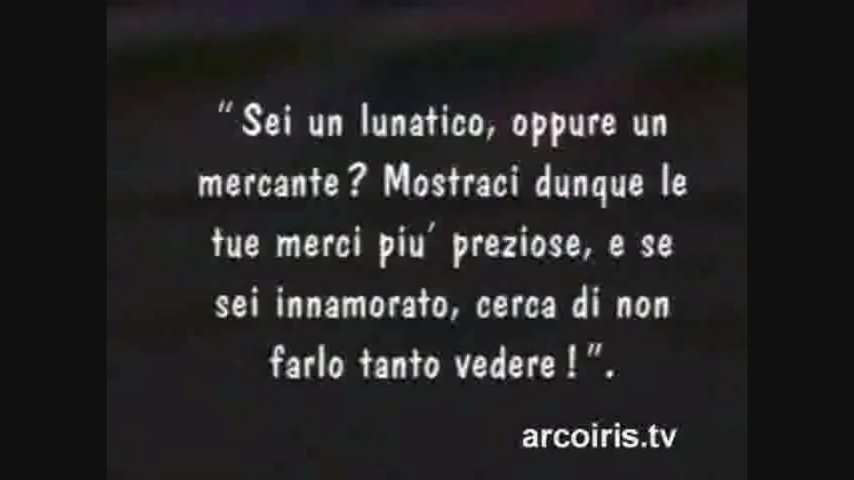 “Sei un lunatico, oppure un
mercante? Mostraci dunque le
tue merci piu’ preziose, e se
sei innamorato, cerca di non
farlo tanto vedere!”.
arcoiris.tv